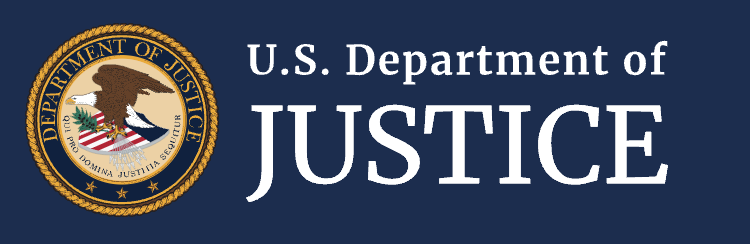 DEPARTMENT OF JUSTICE
QUI PRO DOMINA JUSTITIA SEQUITUR
U.S. Department of
JUSTICE